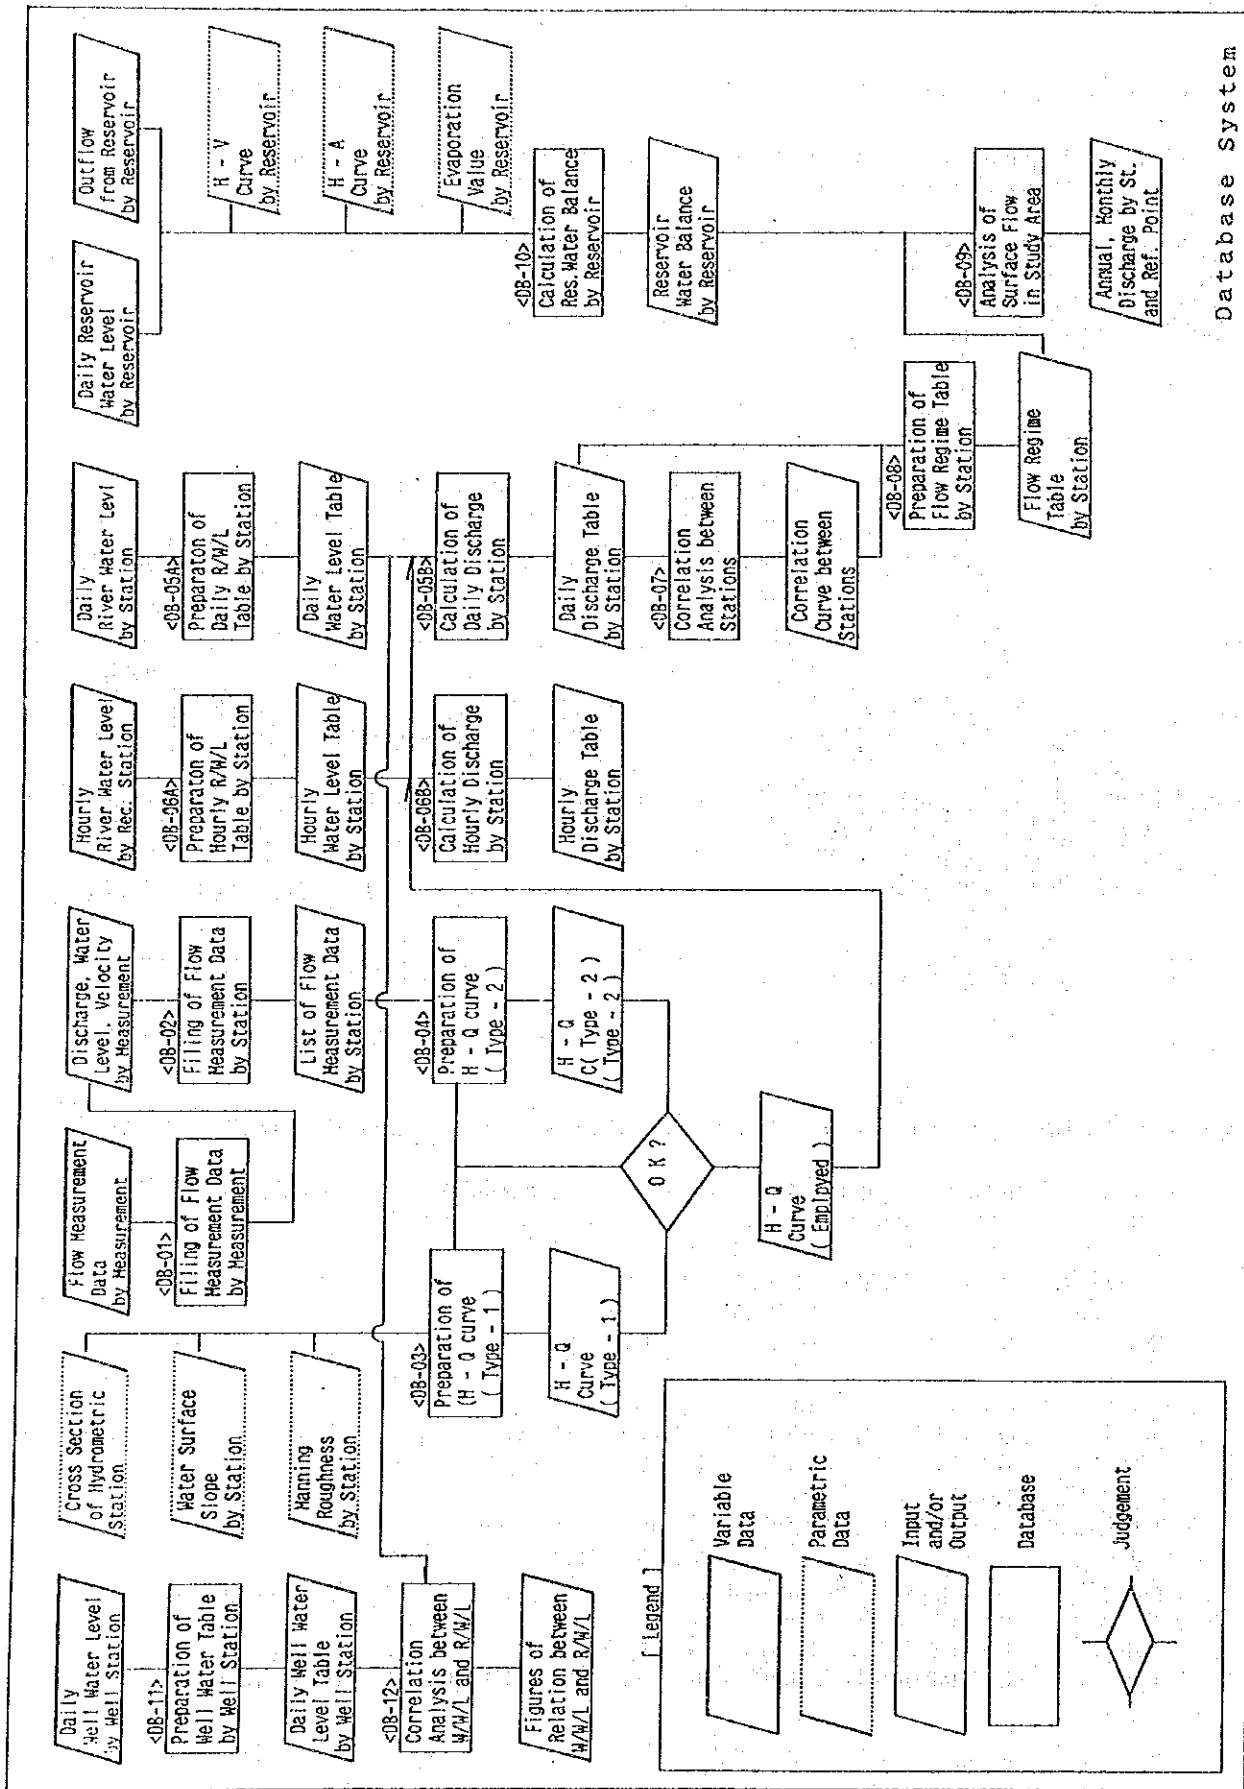 Daily
Well Water Level
by Well Station
<DB-11>
Preparation of
Well Water Table
by Well Station
Daily Well Water
Level Table
by Well Station
<DB-12>
Correlation
Analysis between
W/W/L and R/W/L
Figures of
Relation between
W/W/L and R/W/L
Cross Section
of Hydrometric
Station
Water Surface
Slope
by Station
Manning
Roughness
by Station
<DB-03>
Preparation of
(H - Q curve
( Type - 1 )
H - Q
Curve
( Type - 1 )
Flow Measurement
Data
by Measurement
<DB-01>
Filing of Flow
Measurement Data
by Measurement
O K ?
H - Q
Curve
( Emplpyed )
Discharge, Water
Level, Velocity
by Measurement
<DB-02>
Filing of Flow
Measurement Data
by Station
List of Flow
Measurement Data
by Station
<DB-04>
Preparation of
H - Q curve
( Type - 2 )
H - Q
C( Type - 2 )
( Type - 2 )
Hourly
River Water Level
by Rec. Station
<DB-06A>
Preparaton of
Hourly R/W/L
Table by Station
Hourly
Water Level Table
by Station
<DB-06B>
Calculation of
Hourly Discharge
by Station
Hourly
Discharge Table
by Station
Daily
River Water Levl
by Station
<DB-05A>
Preparaton of
Daily R/W/L
Table by Station
Daily
Water Level Table
by Station
<DB-05B>
Calculation of
Daily Discharge
by Station
Daily
Discharge Table
by Station
<DB-07>
Correlation
Analysis between
Stations
Correlation
Curve between
Stations
<DB-08>
Preparation of
Flow Regime Table
by Station
Flow Regime
Table
by Station
Daily Reservoir
Water Level
by Reservoir
Outflow
from Reservoir
by Reservoir
H - V
Curve
by Reservoir
H - A
Curve
by Reservoir
Evaporation
Value
by Reservoir
<DB-10>
Calculation of
Res.Water Balance
by Reservoir
Reservoir
Water Balance
by Reservoir
<DB-09>
Analysis of
Surface Flow
in Study Area
Annual, Monthly
Discharge by St.
and Ref. Point
[ Legend ]
Variable
Data
Parametric
Data
Input
and/or
Output
Database
Judgement
Database System